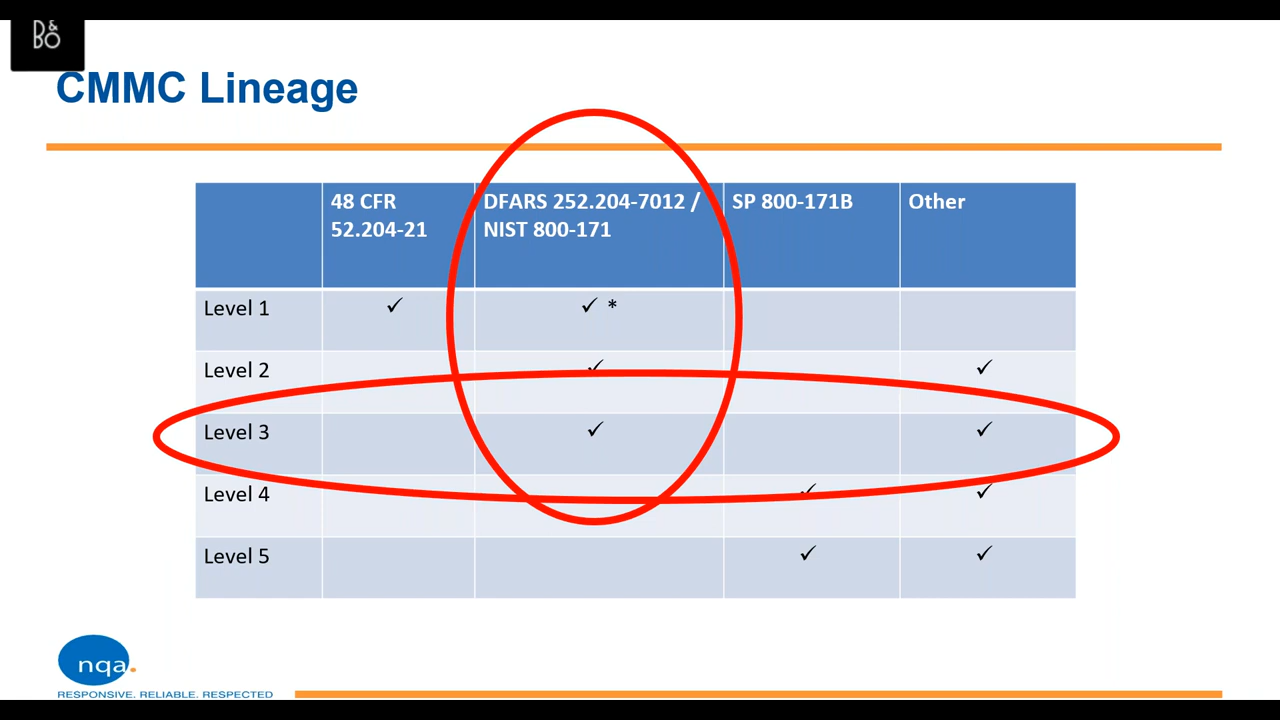 B&O
CMMC Lineage
48 CFR
52.204-21
DFARS 252.204-7012 /
NIST 800-171
SP 800-171B
Other
Level 1 ✓ ✓ *
Level 2 ✓ ✓
Level 3 ✓ ✓
Level 4 ✓ ✓
Level 5 ✓ ✓
nqa.
RESPONSIVE. RELIABLE. RESPECTED